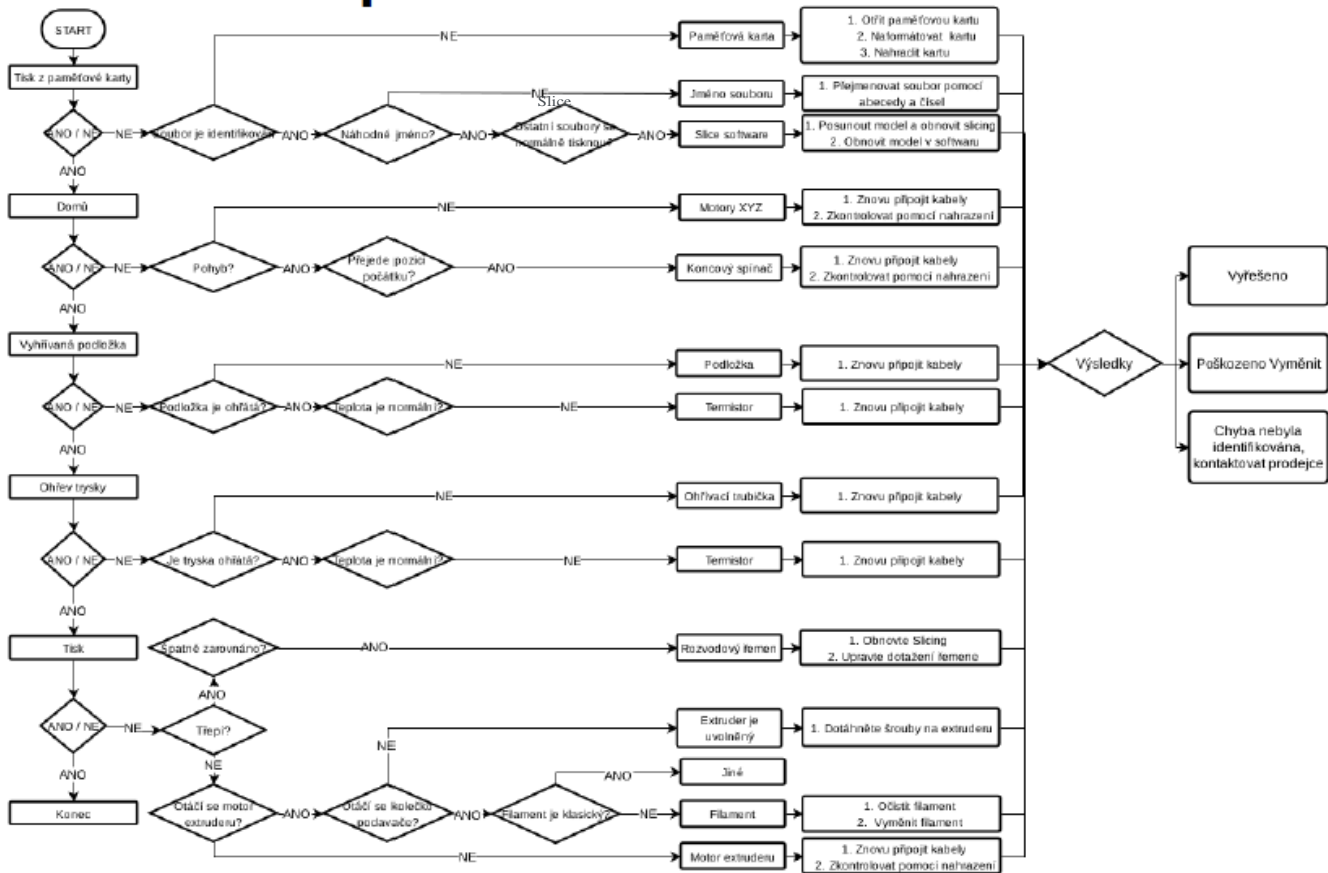 START
Tisk z paměťové karty
ANO / NE
NE
Soubor je identifikován
NE
ANO
Náhodné jméno?
NE
ANO
Slice
Ostatní soubory se
normálně tisknou?
ANO
Paměťová karta
1. Otřít paměťovou kartu
2. Naformátovat kartu
3. Nahradit kartu
Jméno souboru
1. Přejmenovat soubor pomocí
abecedy a čísel
Slice software
1. Posunout model a obnovit slicing
2. Obnovit model v softwaru
ANO
Domů
ANO / NE
NE
Pohyb?
NE
ANO
Přejede pozici
počátku?
ANO
Motory XYZ
1. Znovu připojit kabely
2. Zkontrolovat pomocí nahrazení
Koncový spínač
1. Znovu připojit kabely
2. Zkontrolovat pomocí nahrazení
ANO
Vyhřívaná podložka
ANO / NE
NE
Podložka je ohřátá?
NE
ANO
Teplota je normální?
NE
Podložka
1. Znovu připojit kabely
Termistor
1. Znovu připojit kabely
ANO
Ohřev trysky
ANO / NE
NE
Je tryska ohřátá?
NE
ANO
Teplota je normální?
NE
Ohřívací trubička
1. Znovu připojit kabely
Termistor
1. Znovu připojit kabely
ANO
Tisk
ANO / NE
NE
Třepí?
ANO
Špatně zarovnáno?
ANO
Rozvodový řemen
1. Obnovte Slicing
2. Upravte dotažení řemene
NE
Otáčí se motor
extruderu?
NE
ANO
Otáčí se kolečko
podavače?
NE
ANO
Filament je klasický?
ANO
NE
Extruder je
uvolněný
1. Dotáhněte šrouby na extruderu
Jiné
Filament
1. Očistit filament
2. Vyměnit filament
Motor extruderu
1. Znovu připojit kabely
2. Zkontrolovat pomocí nahrazení
ANO
Konec
Výsledky
Vyřešeno
Poškozeno Vyměnit
Chyba nebyla
identifikována,
kontaktovat prodejce